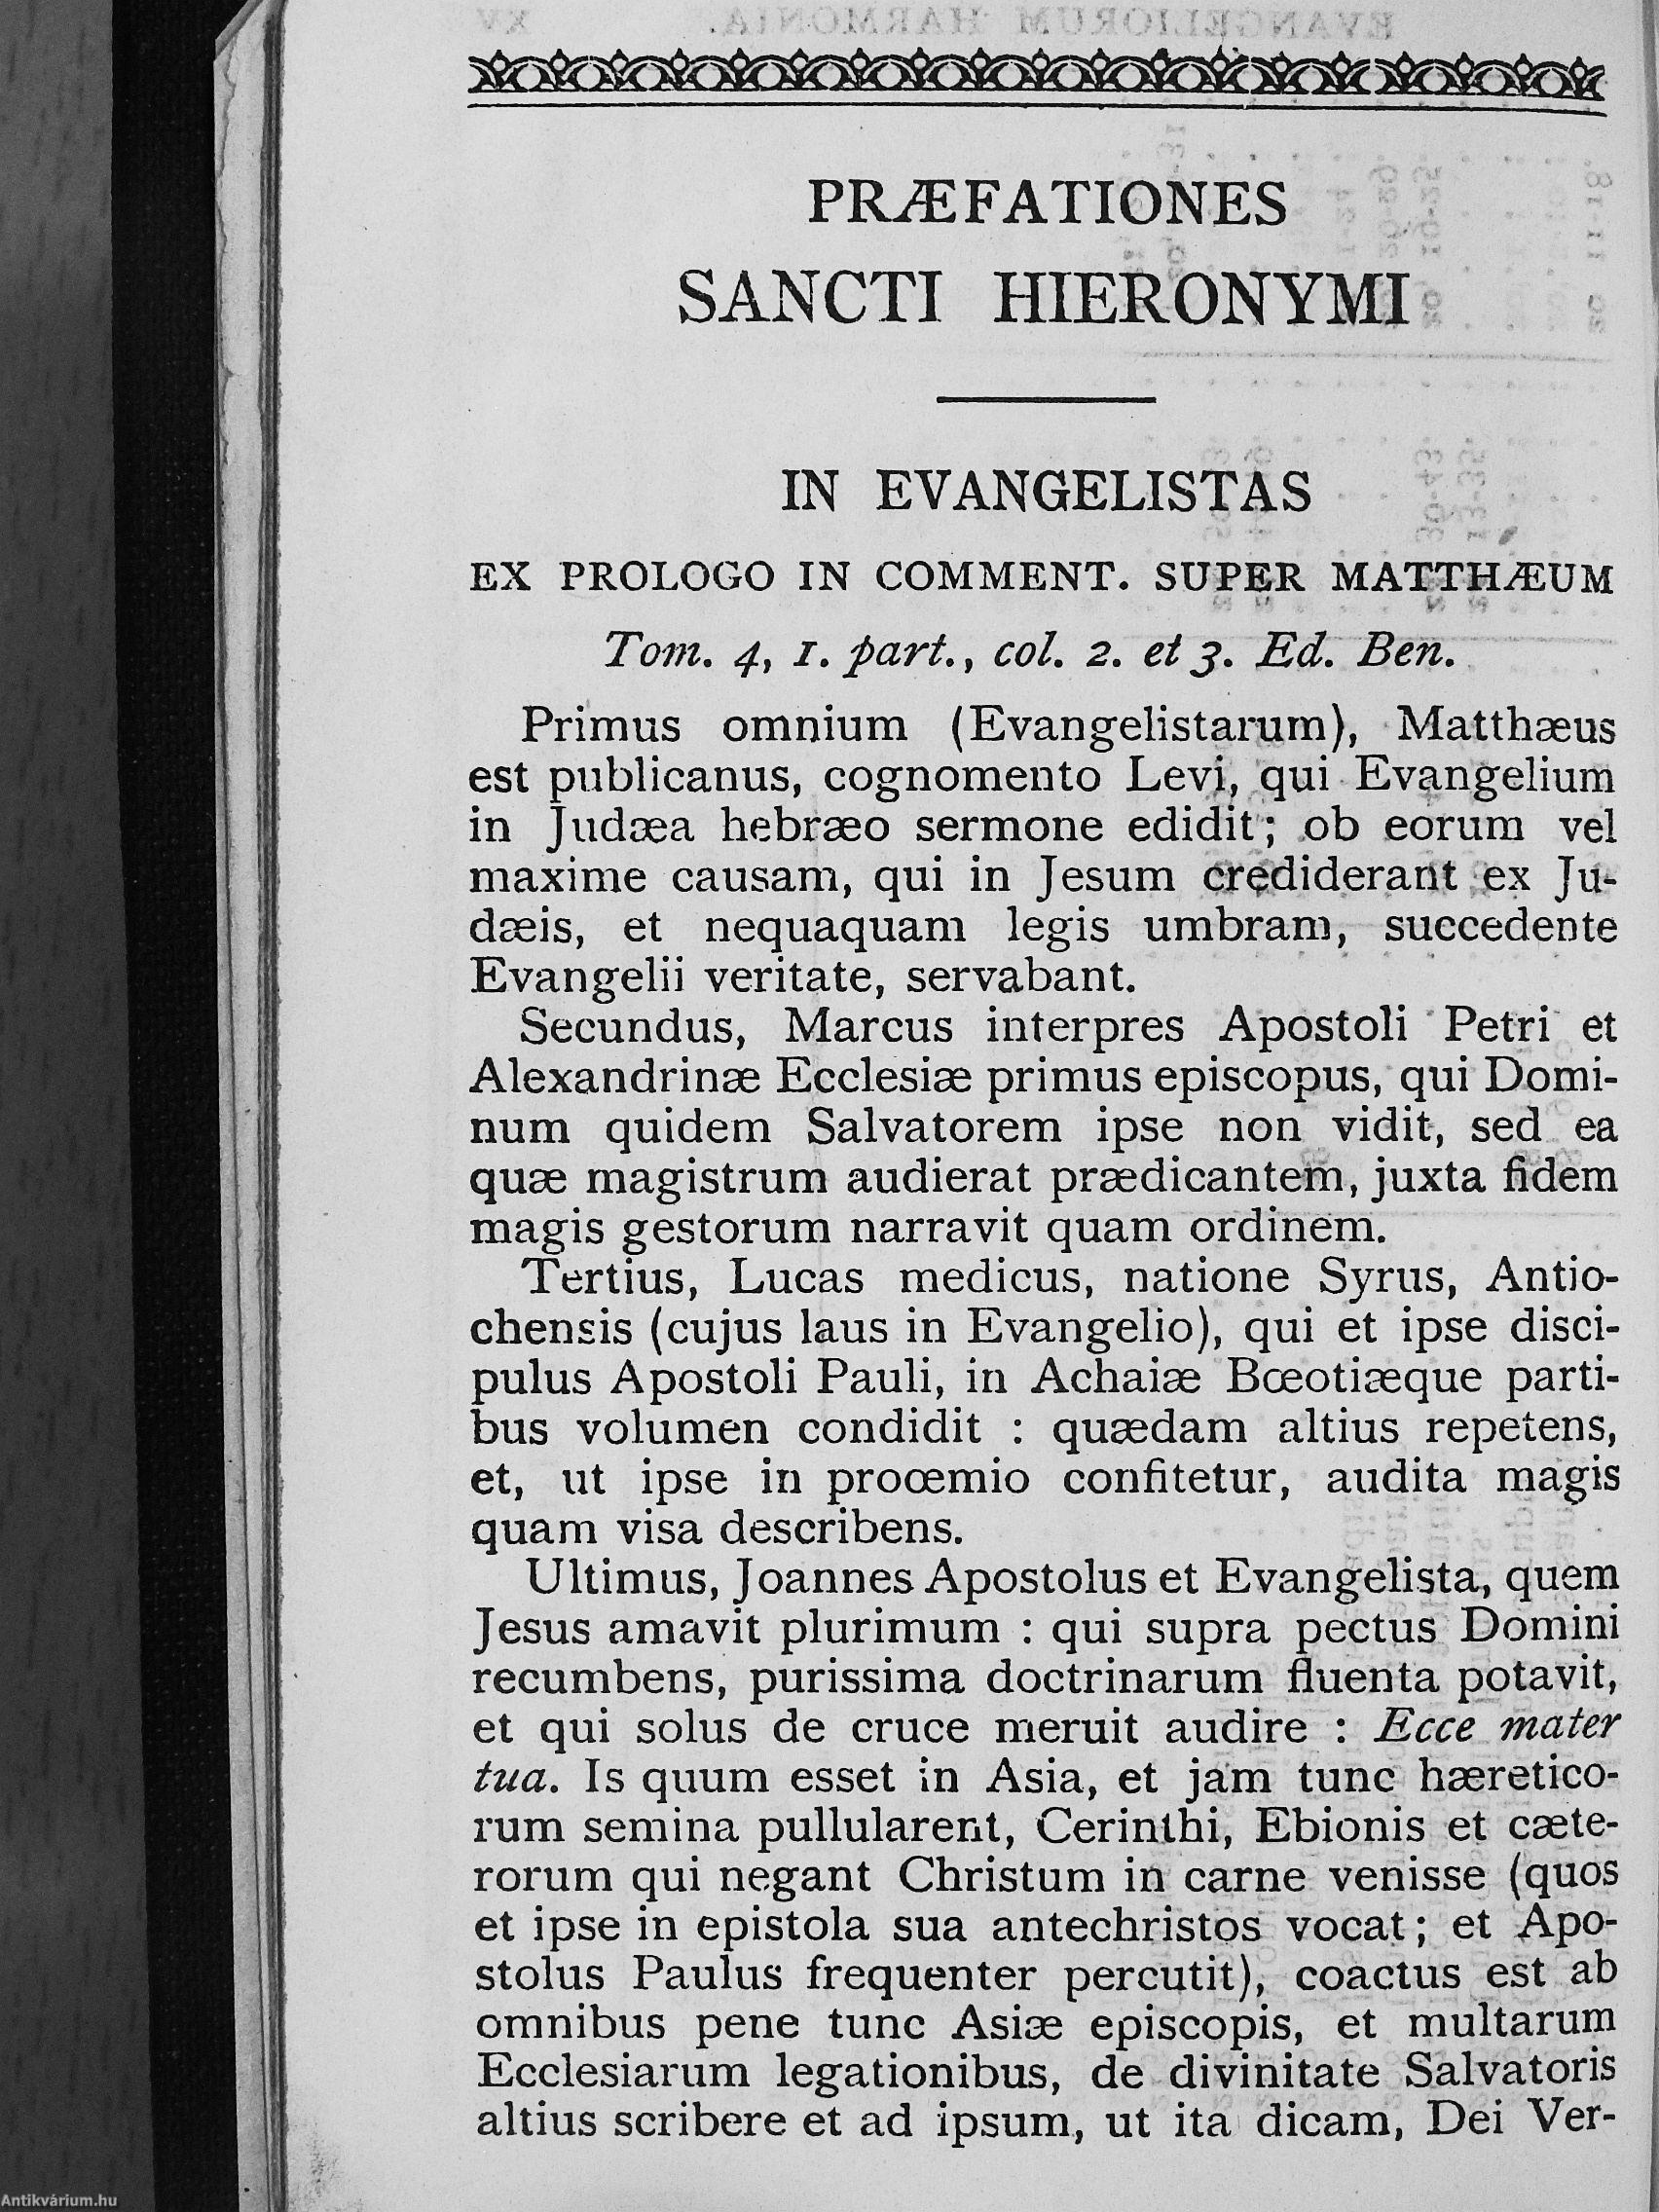 PRÆFATIONES
SANCTI HIERONYMI
IN EVANGELISTAS
EX PROLOGO IN COMMENT. SUPER MATTHÆUM
Tom. 4, 1. part., col. 2. et 3. Ed. Ben.
Primus omnium (Evangelistarum), Matthæus
est publicanus, cognomento Levi, qui Evangelium
in Judæa hebræo sermone edidit; ob eorum vel
maxime causam, qui in Jesum crediderant ex Ju-
dæis, et nequaquam legis umbram, succedente
Evangelii veritate, servabant.
Secundus, Marcus interpres Apostoli Petri et
Alexandrinæ Ecclesiæ primus episcopus, qui Domi-
num quidem Salvatorem ipse non vidit, sed ea
quæ magistrum audierat prædicantem, juxta fidem
magis gestorum narravit quam ordinem.
Tertius, Lucas medicus, natione Syrus, Antio-
chensis (cujus laus in Evangelio), qui et ipse disci-
pulus Apostoli Pauli, in Achaiæ Bœotiæque parti-
bus volumen condidit : quædam altius repetens,
et, ut ipse in procemio confitetur, audita magis
quam visa describens.
Ultimus, Joannes Apostolus et Evangelista, quem
Jesus amavit plurimum : qui supra pectus Domini
recumbens, purissima doctrinarum fluenta potavit,
et qui solus de cruce meruit audire : Ecce mater
tua. Is quum esset in Asia, et jam tunc hæretico-
rum semina pullularent, Cerinthi, Ebionis et cæte-
rorum qui negant Christum in carne venisse (quos
et ipse in epistola sua antechristos vocat; et Apo-
stolus Paulus frequenter percutit), coactus est ab
omnibus pene tunc Asiæ episcopis, et multarum
Ecclesiarum legationibus, de divinitate Salvatoris
altius scribere et ad ipsum, ut ita dicam, Dei Ver-
Antikvárium.hu